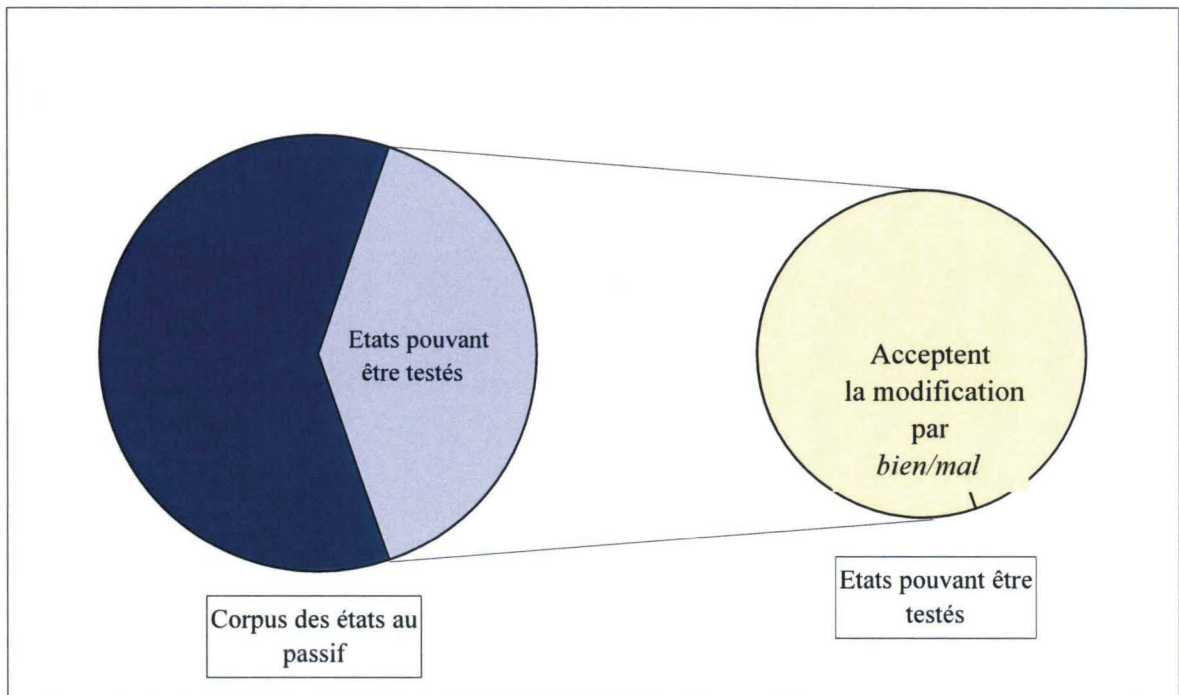 Etats pouvant
être testés
Acceptent
la modification
par
bien/mal
Corpus des états au
passif
Etats pouvant être
testés